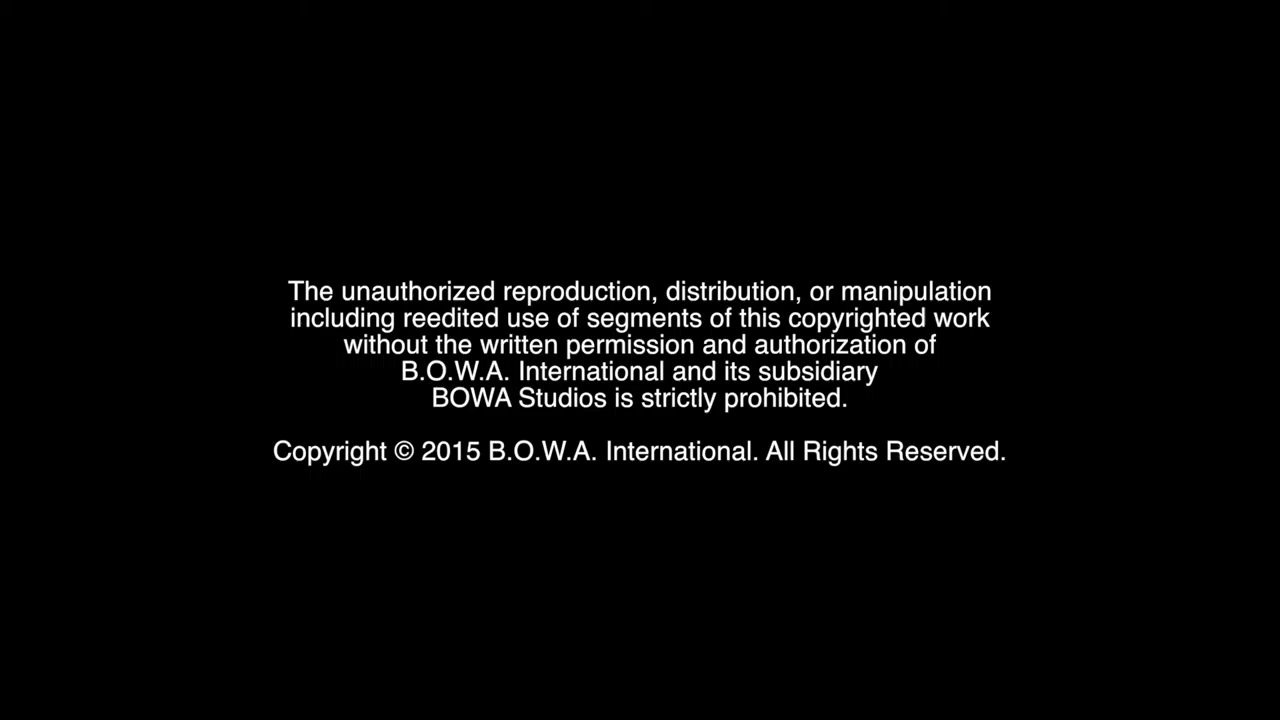 The unauthorized reproduction, distribution, or manipulation
including reedited use of segments of this copyrighted work
without the written permission and authorization of
B.O.W.A. International and its subsidiary
BOWA Studios is strictly prohibited.
Copyright © 2015 B.O.W.A. International. All Rights Reserved.